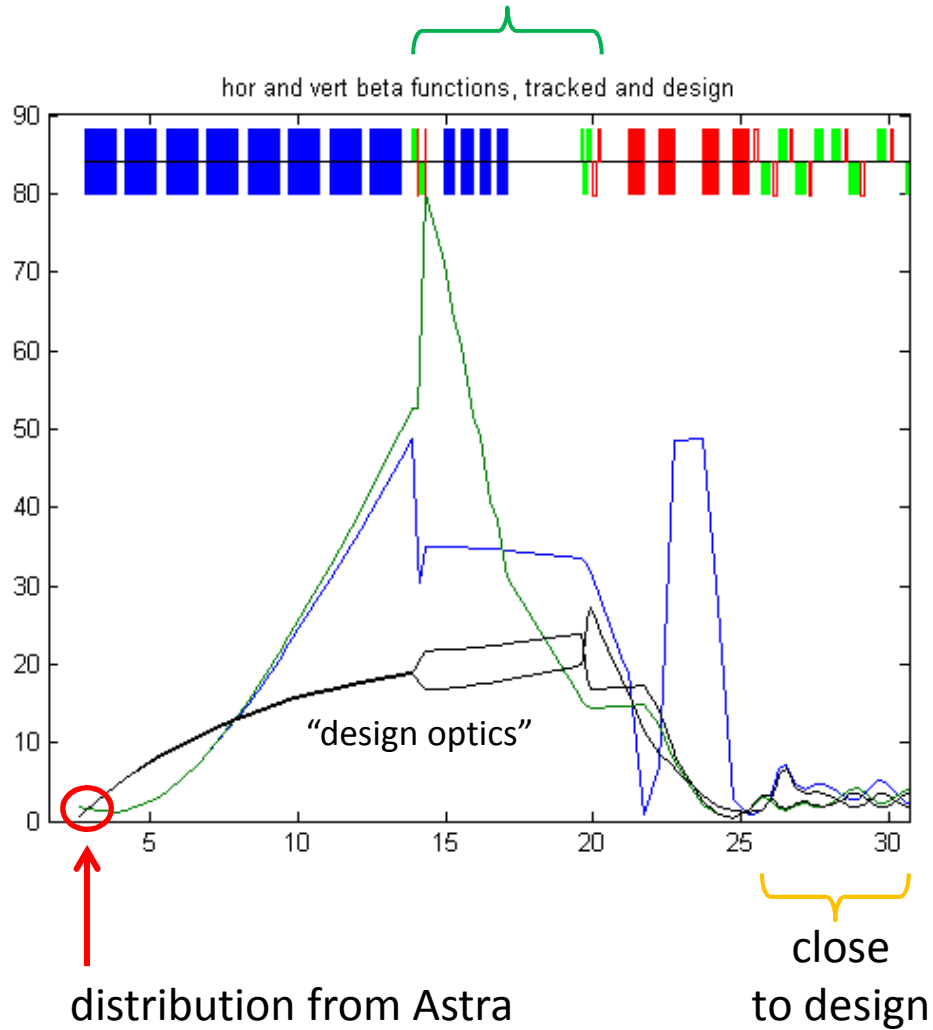 hor and vert beta functions, tracked and design
90
80
70
60
50
40
30
20
10
0
“design optics”
5 10 15 20 25 30
close
to design
distribution from Astra